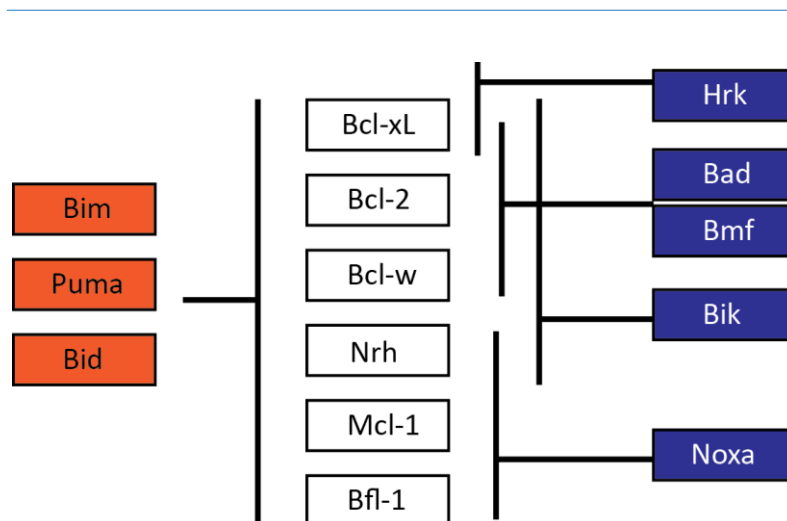 Bim
Puma
Bid
Bcl-xL
Bcl-2
Bcl-w
Nrh
Mcl-1
Bfl-1
Hrk
Bad
Bmf
Bik
Noxa